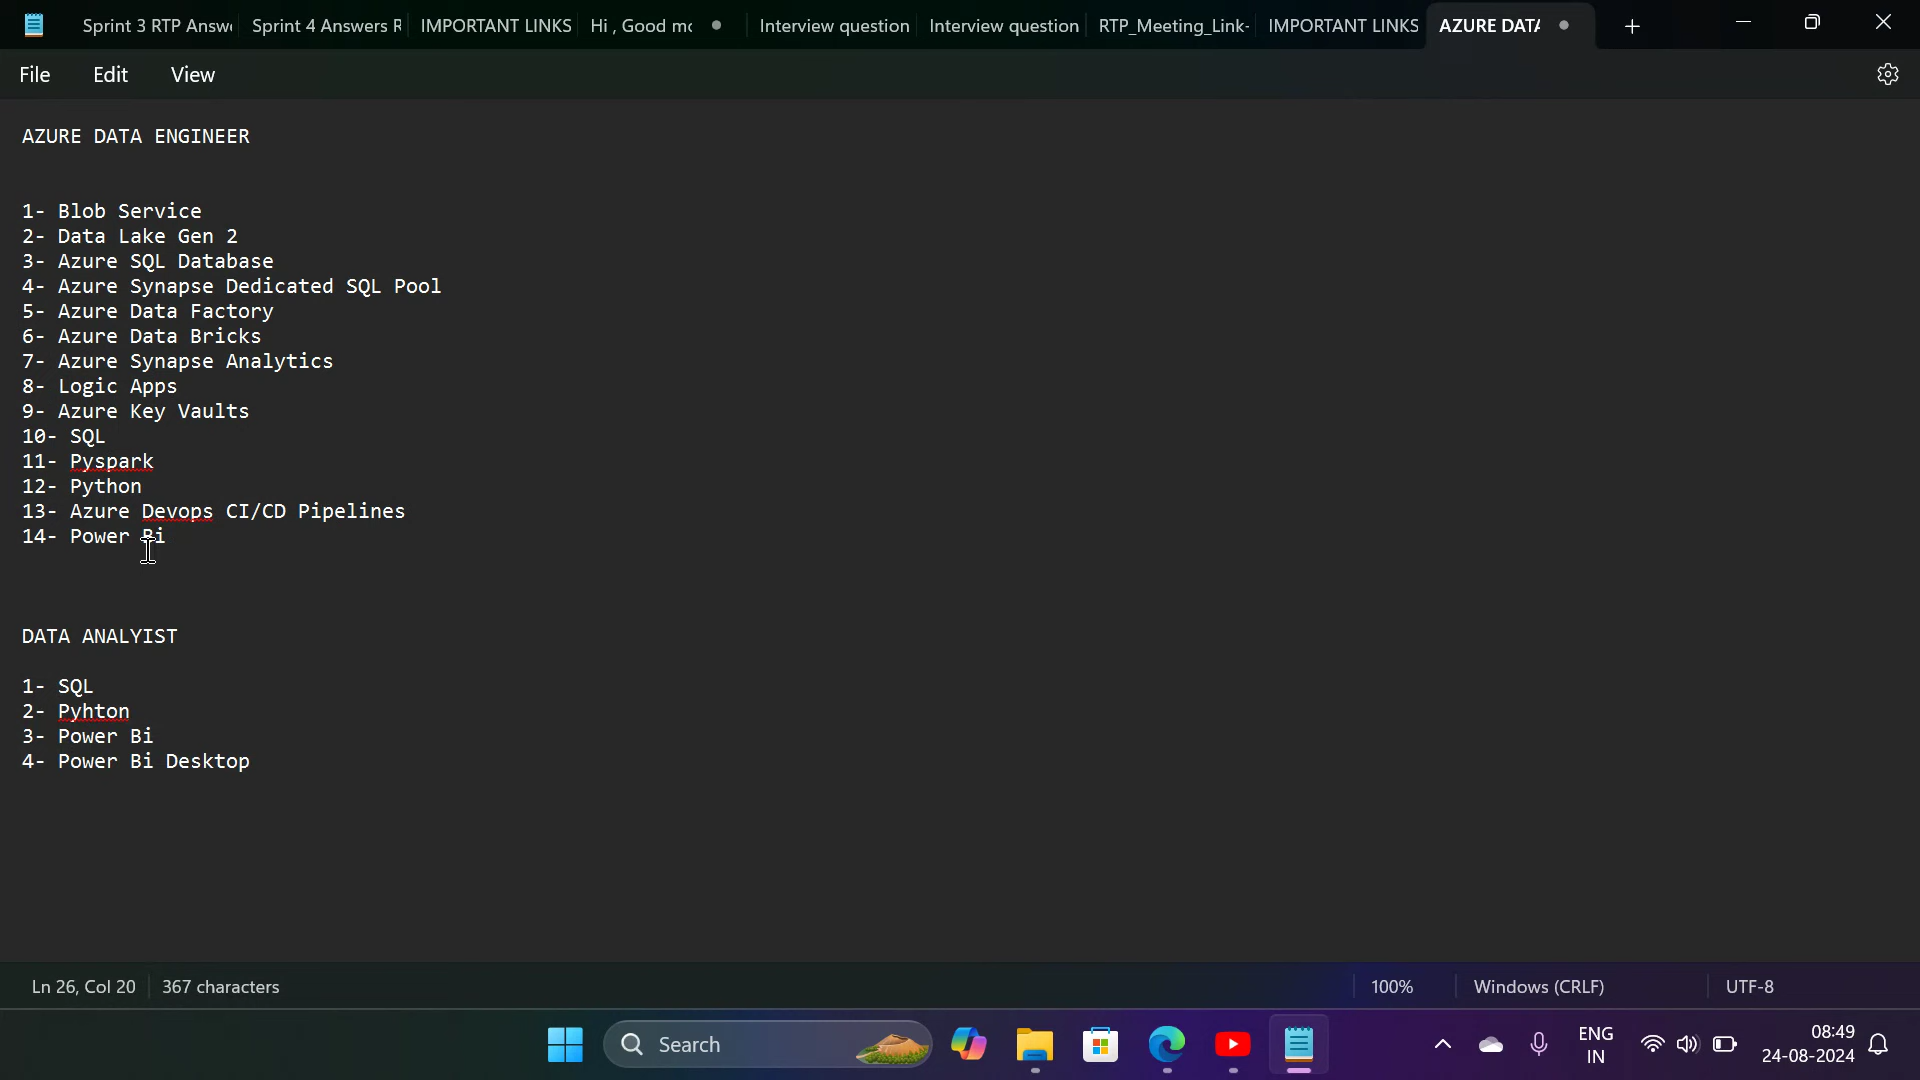 Sprint 3 RTP Answ
Sprint 4 Answers R
IMPORTANT LINKS
Hi , Good mo
Interview question
Interview question
RTP_Meeting_Link-
IMPORTANT LINKS
AZURE DATA
File
Edit
View
AZURE DATA ENGINEER
1- Blob Service
2- Data Lake Gen 2
3- Azure SQL Database
4- Azure Synapse Dedicated SQL Pool
5- Azure Data Factory
6- Azure Data Bricks
7- Azure Synapse Analytics
8- Logic Apps
9- Azure Key Vaults
10- SQL
11- Pyspark
12- Python
13- Azure Devops CI/CD Pipelines
14- Power Bi
DATA ANALYIST
1- SQL
2- Pyhton
3- Power Bi
4- Power Bi Desktop
Ln 26, Col 20
367 characters
100%
Windows (CRLF)
UTF-8
Search
ENG
IN
08:49
24-08-2024